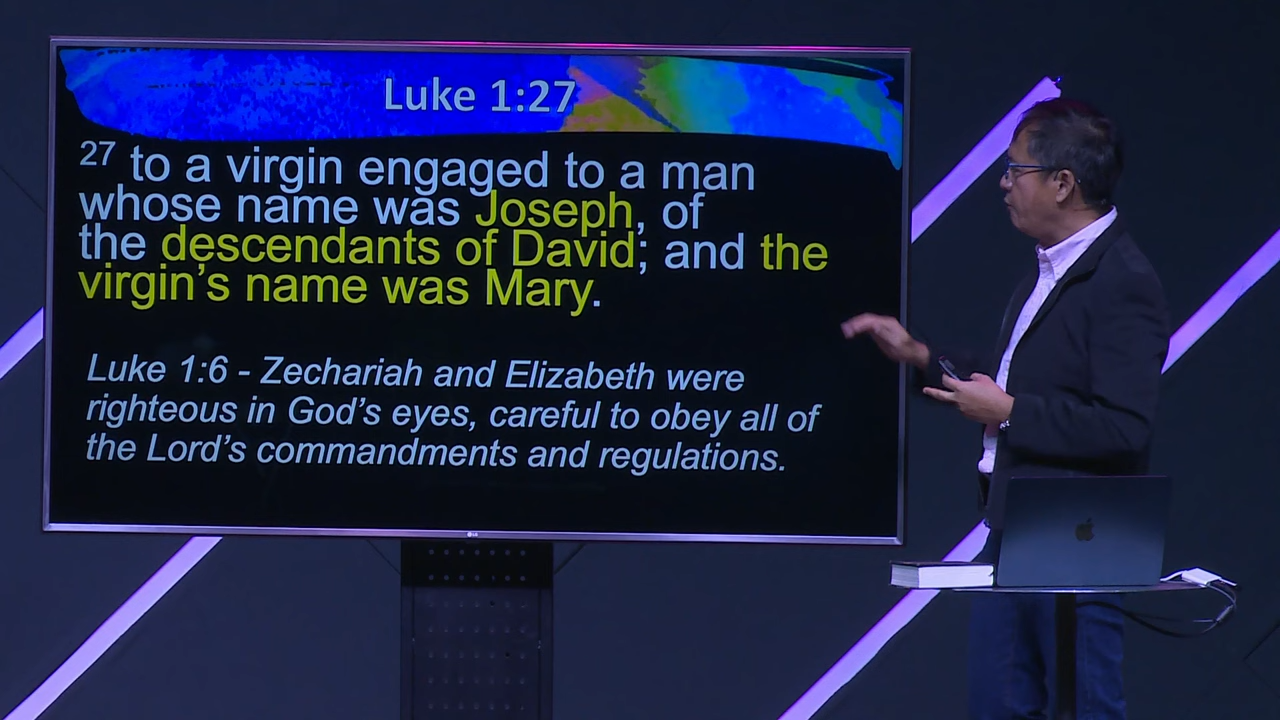 Luke 1:27
27 to a virgin engaged to a man
whose name was Joseph, of
the descendants of David; and the
virgin's name was Mary.
Luke 1:6 - Zechariah and Elizabeth were
righteous in God's eyes, careful to obey all of
the Lord's commandments and regulations.
LG